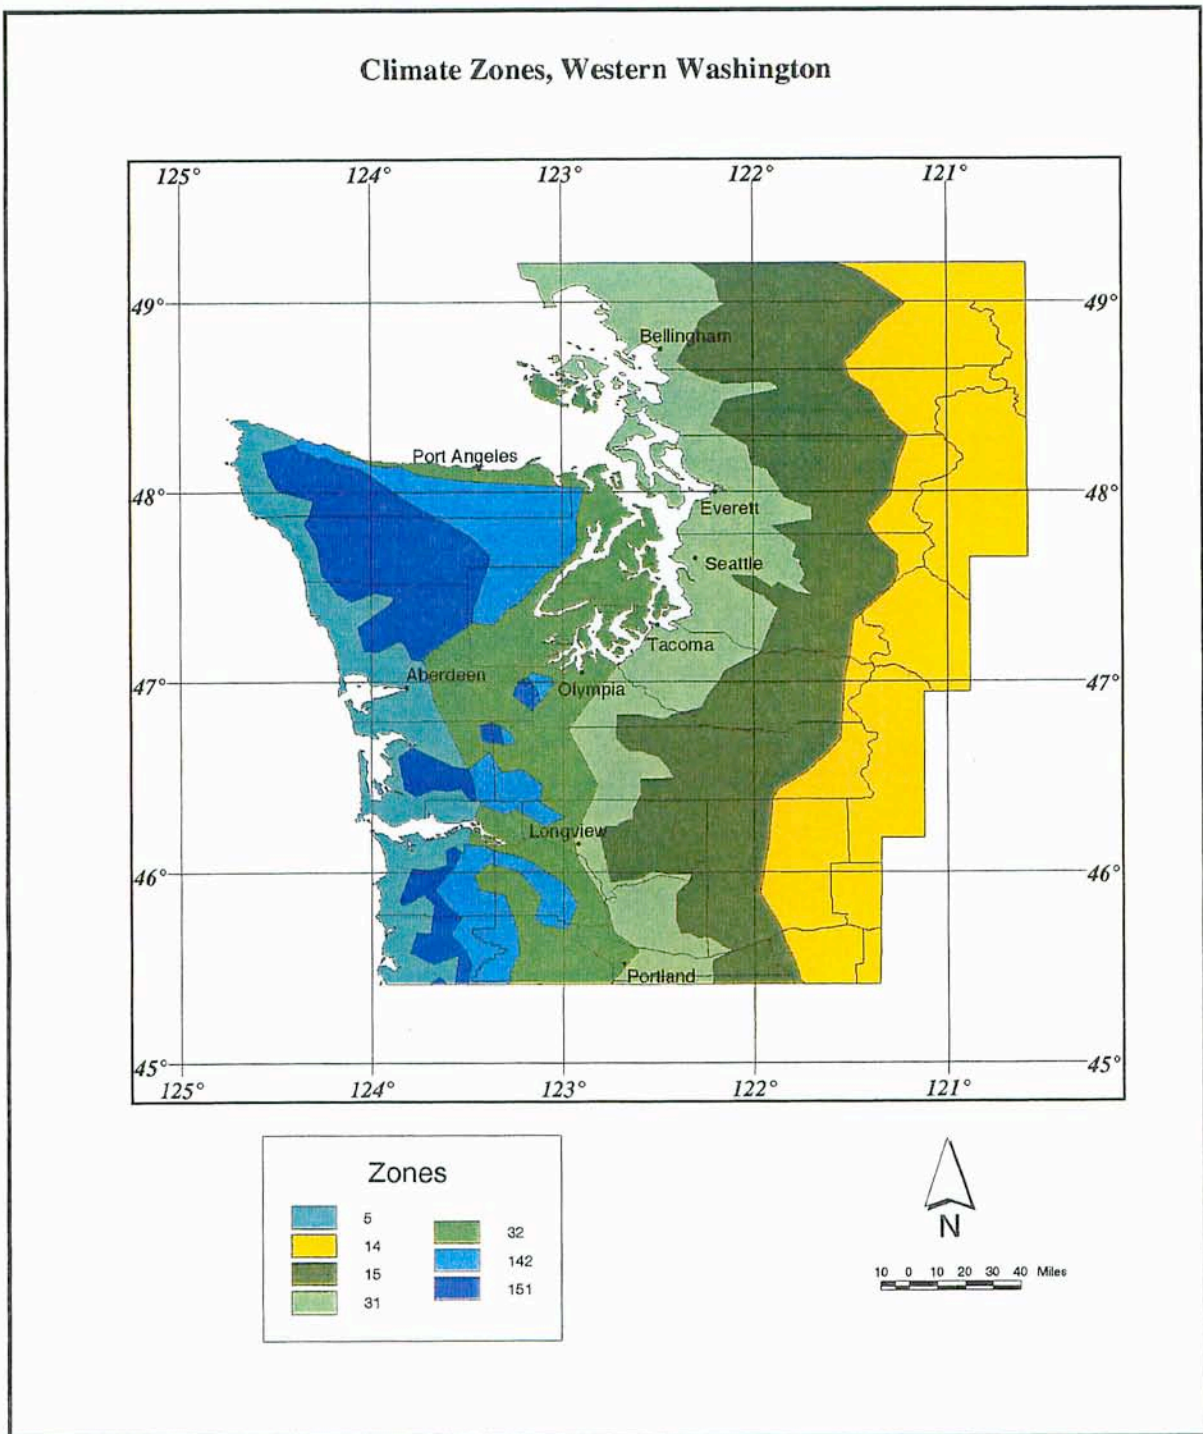 Climate Zones, Western Washington
125° 124° 123° 122° 121°
49° 49°
Bellingham
Port Angeles
48° 48°
Everett
Seattle
Tacoma
Aberdeen
47° 47°
Olympia
Longview
46° 46°
Portland
45° 45°
125° 124° 123° 122° 121°
Zones
5 32
14 142
15 151
31
N
10 0 10 20 30 40 Miles